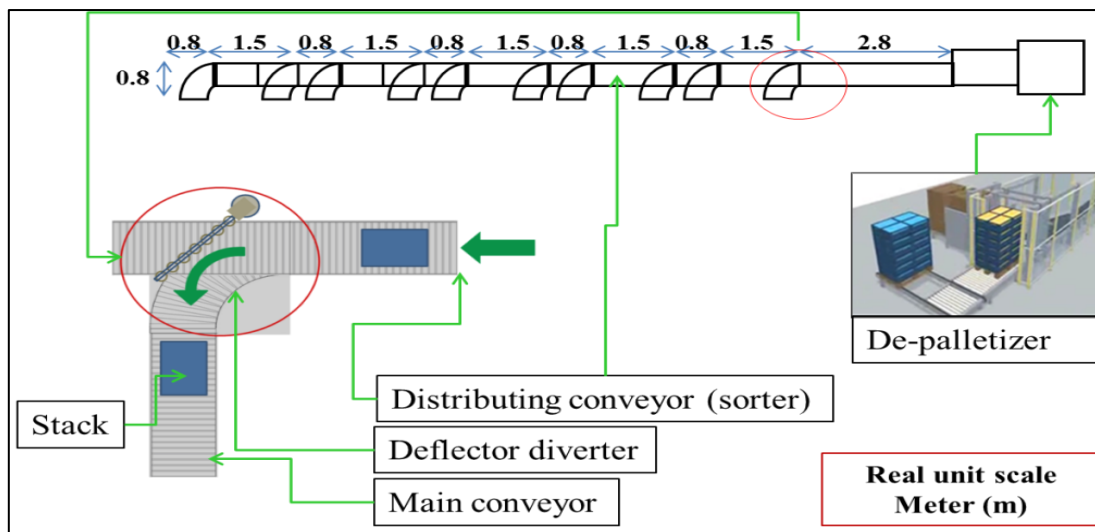 0.8 1.5 0.8 1.5 0.8 1.5 0.8 1.5 0.8 1.5 2.8
0.8
De-palletizer
Distributing conveyor (sorter)
Stack
Deflector diverter
Main conveyor
Real unit scale
Meter (m)